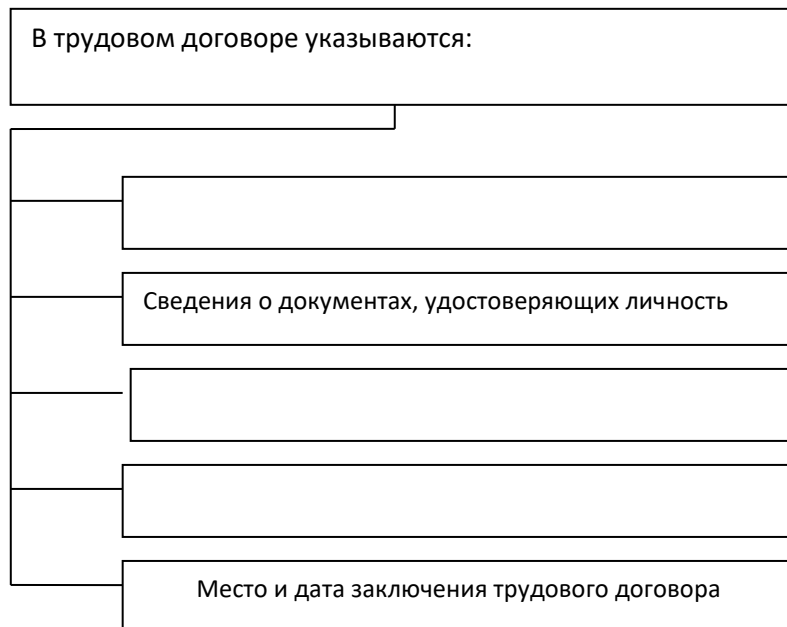 В трудовом договоре указываются:
Сведения о документах, удостоверяющих личность
Место и дата заключения трудового договора